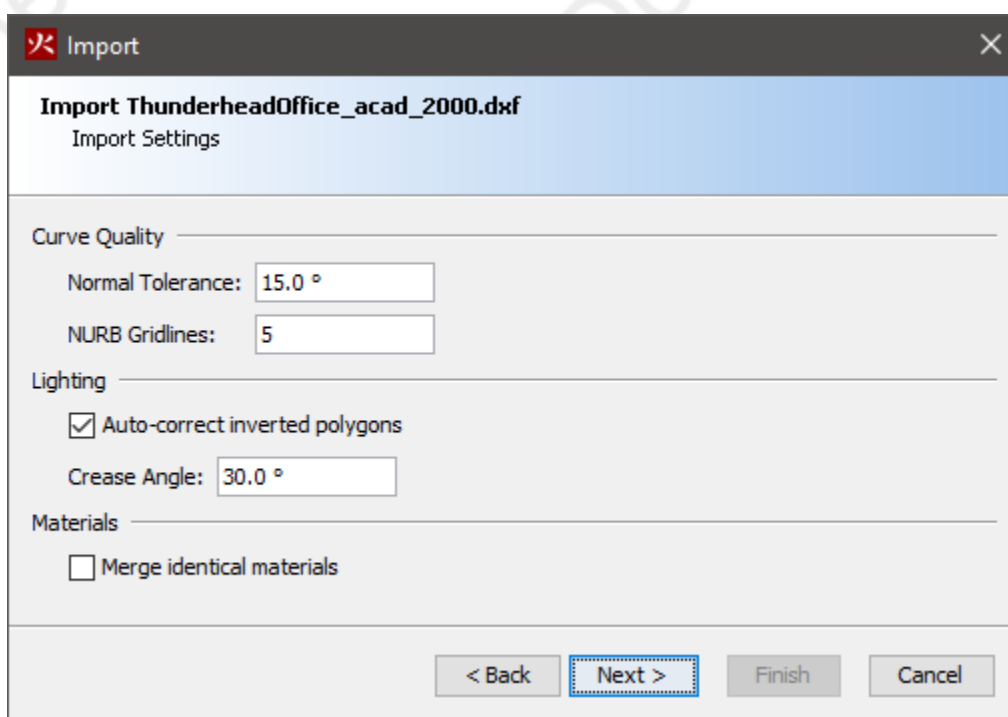 火 Import
Import ThunderheadOffice_acad_2000.dxf
Import Settings
Curve Quality
Normal Tolerance: 15.0 °
NURB Gridlines: 5
Lighting
Auto-correct inverted polygons
Crease Angle: 30.0 °
Materials
Merge identical materials
< Back Next > Finish Cancel